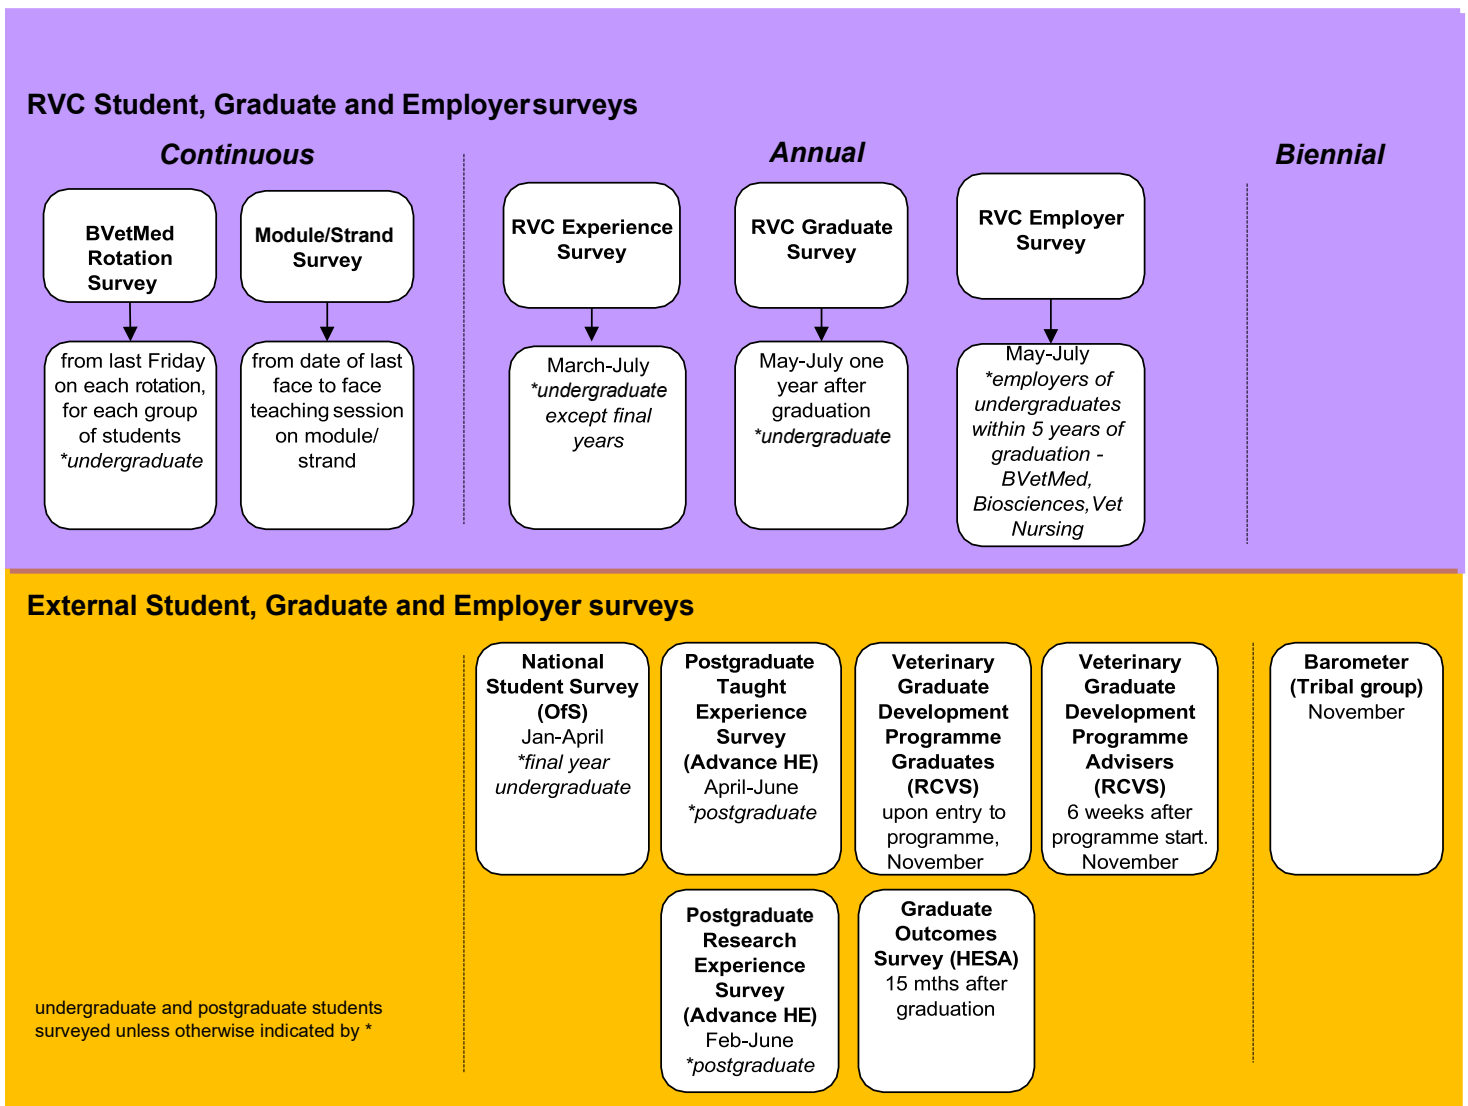 RVC Student, Graduate and Employer surveys
Continuous
Annual
Biennial
BVetMed
Rotation
Survey
Module/Strand
Survey
RVC Experience
Survey
RVC Graduate
Survey
RVC Employer
Survey
from last Friday
on each rotation,
for each group
of students
*undergraduate
from date of last
face to face
teaching session
on module/
strand
March-July
*undergraduate
except final
years
May-July one
year after
graduation
*undergraduate
May-July
*employers of
undergraduates
within 5 years of
graduation -
BVetMed,
Biosciences, Vet
Nursing
External Student, Graduate and Employer surveys
National
Student Survey
(OfS)
Jan-April
*final year
undergraduate
Postgraduate
Taught
Experience
Survey
(Advance HE)
April-June
*postgraduate
Veterinary
Graduate
Development
Programme
Graduates
(RCVS)
upon entry to
programme,
November
Veterinary
Graduate
Development
Programme
Advisers
(RCVS)
6 weeks after
programme start.
November
Barometer
(Tribal group)
November
Postgraduate
Research
Experience
Survey
(Advance HE)
Feb-June
*postgraduate
Graduate
Outcomes
Survey (HESA)
15 mths after
graduation
undergraduate and postgraduate students
surveyed unless otherwise indicated by *